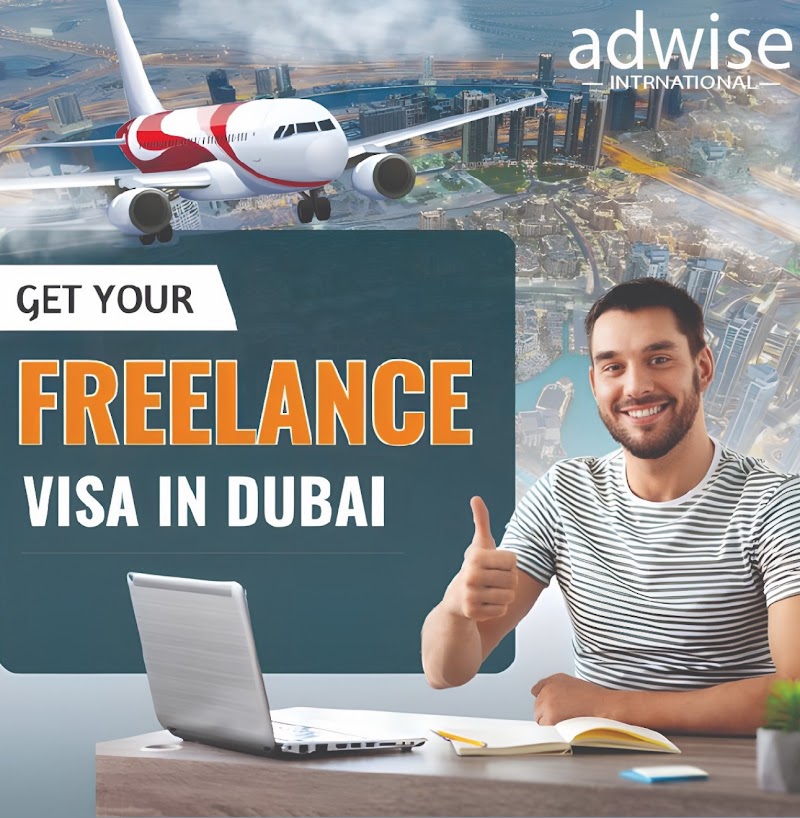 adwise
INTRNATIONAL
GET YOUR
FREELANCE
VISA IN DUBAI